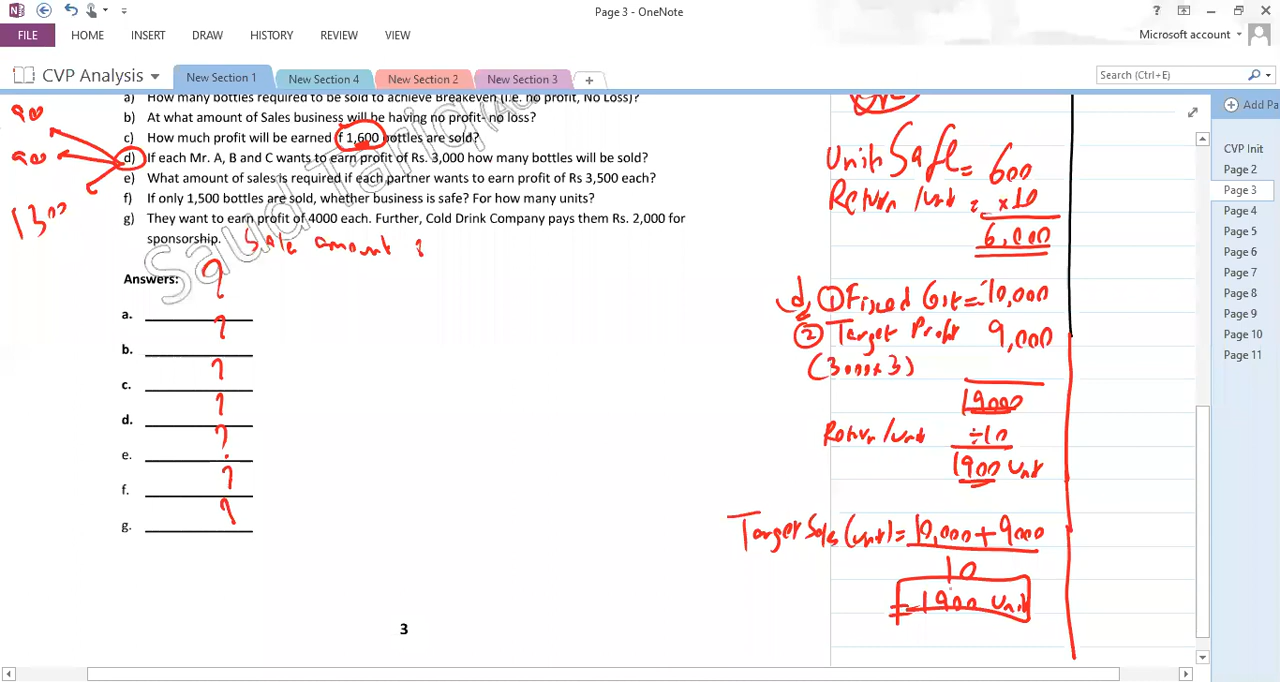 Page 3 - OneNote
FILE HOME INSERT DRAW HISTORY REVIEW VIEW
Microsoft account
CVP Analysis
New Section 1 New Section 4 New Section 2 New Section 3
Search (Ctrl+E)
Add Pa
CVP Init
Page 2
Page 3
Page 4
Page 5
Page 6
Page 7
Page 8
Page 9
Page 10
Page 11
a) How many bottles required to be sold to achieve Breakeven (i.e. no profit, No Loss)?
b) At what amount of Sales business will be having no profit- no loss?
c) How much profit will be earned if 1,600 bottles are sold?
d) If each Mr. A, B and C wants to earn profit of Rs. 3,000 how many bottles will be sold?
e) What amount of sales is required if each partner wants to earn profit of Rs 3,500 each?
f) If only 1,500 bottles are sold, whether business is safe? For how many units?
g) They want to earn profit of 4000 each. Further, Cold Drink Company pays them Rs. 2,000 for
sponsorship. Sale amount ?
1300
Saud Tariq
Answers: ?
a. ?
b. ?
c. ?
d. ?
e. ?
f. ?
g.
3
Units Safe = 600
Return / unit = × 10
6,000
d, ① Fixed Cost = 10,000
② Target Profit 9,000
(3000×3)
19000
Return / unit ÷10
1900 unit
Target Sales (unit) = 10,000 + 9000
10
= 1900 unit